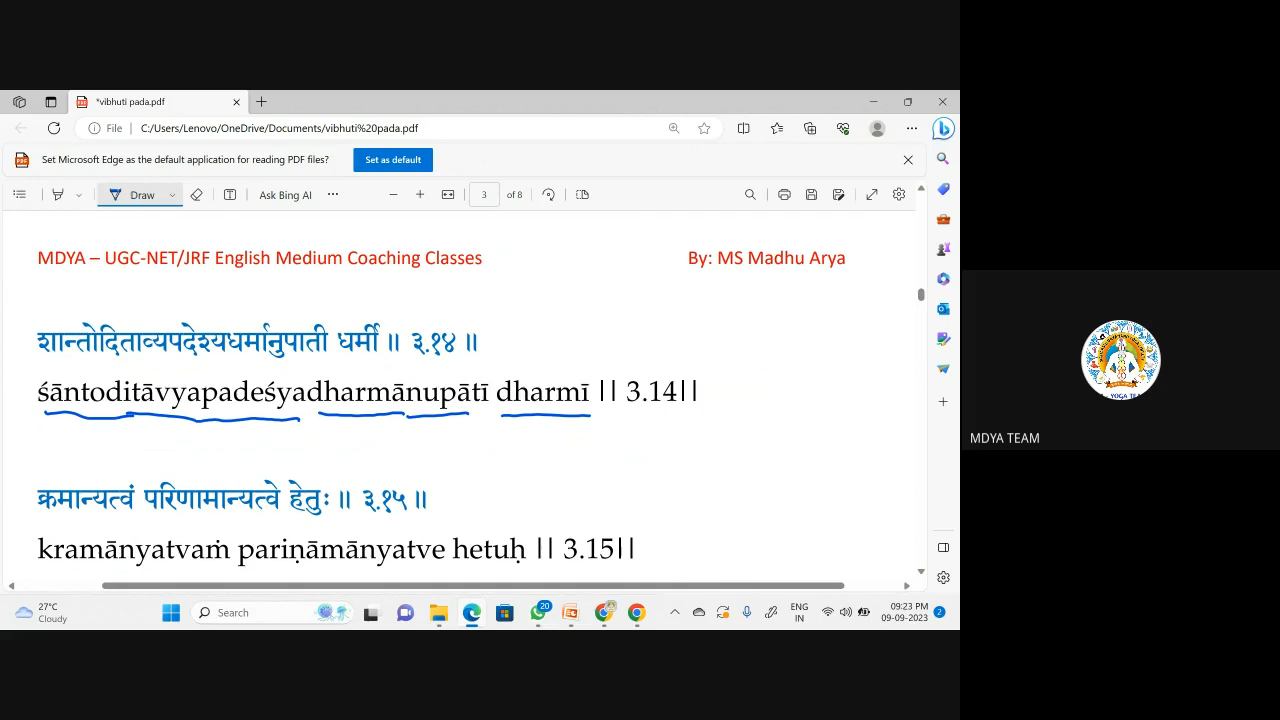 *vibhuti pada.pdf
File C:/Users/Lenovo/OneDrive/Documents/vibhuti%20pada.pdf
Set Microsoft Edge as the default application for reading PDF files? Set as default
Draw Ask Bing AI 3 of 8
MDYA – UGC-NET/JRF English Medium Coaching Classes By: MS Madhu Arya
शान्तोदिताव्यपदेश्यधर्मानुपाती धर्मी ॥ ३.१४ ॥
śāntoditāvyapadeśyadharmānupātī dharmī || 3.14||
क्रमान्यत्वं परिणामान्यत्वे हेतुः ॥ ३.१५ ॥
kramānyatvaṁ pariṇāmānyatve hetuḥ || 3.15||
MDYA TEAM
27°C
Cloudy
Search
20
ENG
IN
09:23 PM
09-09-2023
2